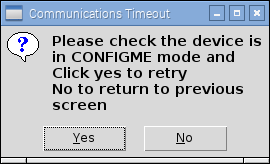 Communications Timeout
?
Please check the device is
in CONFIGME mode and
Click yes to retry
No to return to previous
screen
Yes No